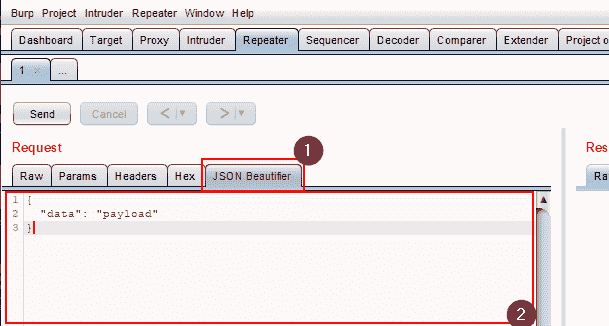 Burp Project Intruder Repeater Window Help
Dashboard Target Proxy Intruder Repeater Sequencer Decoder Comparer Extender Project o
1 × ...
Send Cancel < > 
Request Res
1
Raw Params Headers Hex JSON Beautifier Ra
1 {
2 "data": "payload"
3 }
2